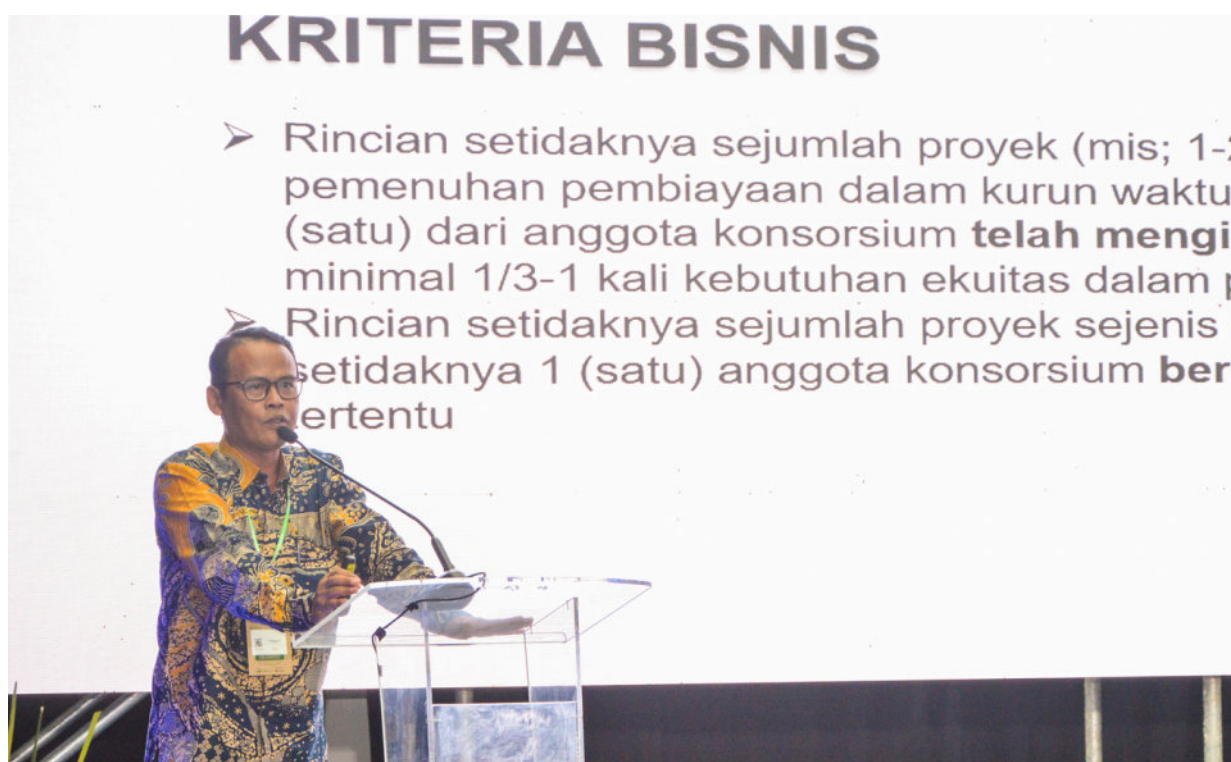 KRITERIA BISNIS
➢ Rincian setidaknya sejumlah proyek (mis; 1-2
pemenuhan pembiayaan dalam kurun waktu
(satu) dari anggota konsorsium telah mengi
minimal 1/3-1 kali kebutuhan ekuitas dalam p
➢ Rincian setidaknya sejumlah proyek sejenis
setidaknya 1 (satu) anggota konsorsium ber
tertentu